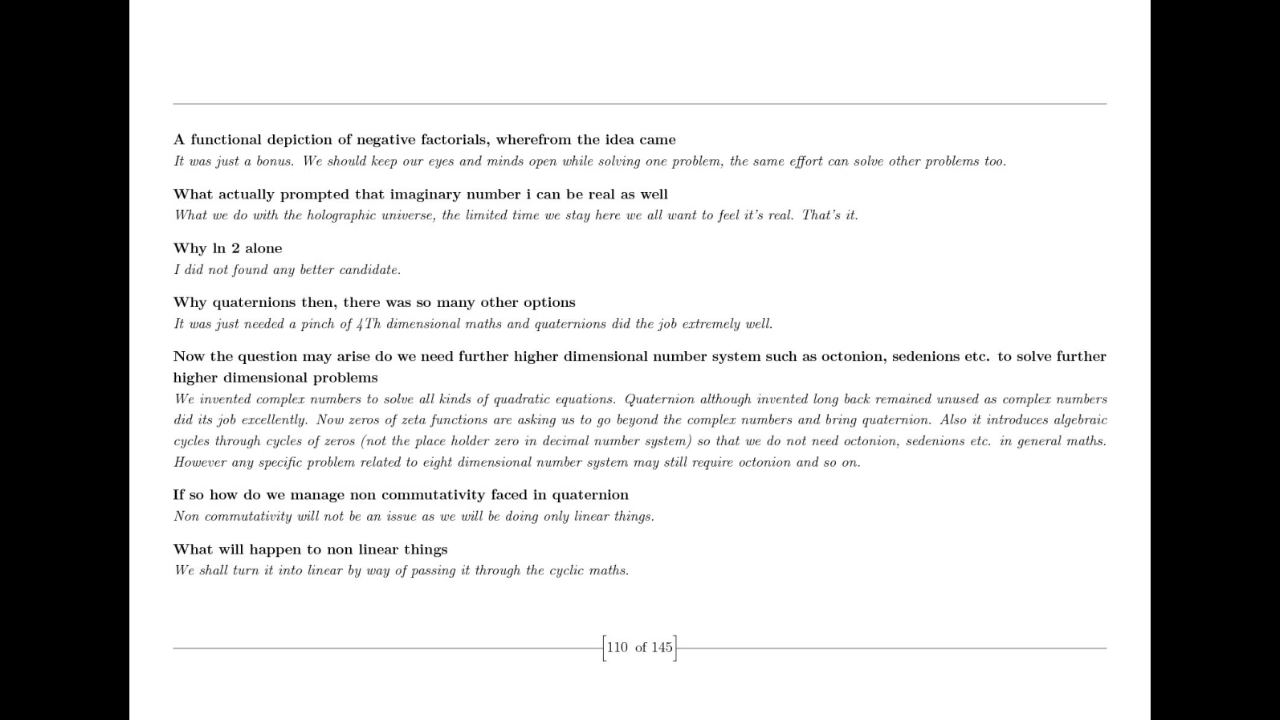 A functional depiction of negative factorials, wherefrom the idea came
It was just a bonus. We should keep our eyes and minds open while solving one problem, the same effort can solve other problems too.
What actually prompted that imaginary number i can be real as well
What we do with the holographic universe, the limited time we stay here we all want to feel it's real. That's it.
Why ln 2 alone
I did not found any better candidate.
Why quaternions then, there was so many other options
It was just needed a pinch of 4Th dimensional maths and quaternions did the job extremely well.
Now the question may arise do we need further higher dimensional number system such as octonion, sedenions etc. to solve further
higher dimensional problems
We invented complex numbers to solve all kinds of quadratic equations. Quaternion although invented long back remained unused as complex numbers
did its job excellently. Now zeros of zeta functions are asking us to go beyond the complex numbers and bring quaternion. Also it introduces algebraic
cycles through cycles of zeros (not the place holder zero in decimal number system) so that we do not need octonion, sedenions etc. in general maths.
However any specific problem related to eight dimensional number system may still require octonion and so on.
If so how do we manage non commutativity faced in quaternion
Non commutativity will not be an issue as we will be doing only linear things.
What will happen to non linear things
We shall turn it into linear by way of passing it through the cyclic maths.
[110 of 145]